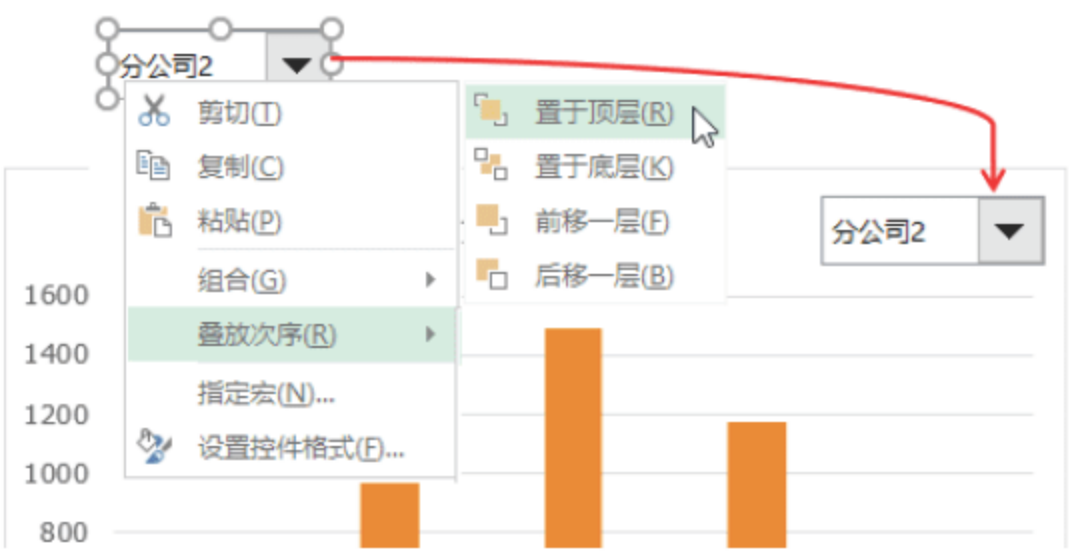 分公司2
剪切(T)
复制(C)
粘贴(P)
组合(G)
叠放次序(R)
指定宏(N)...
设置控件格式(F)...
置于顶层(R)
置于底层(K)
前移一层(F)
后移一层(B)
分公司2
1600
1400
1200
1000
800